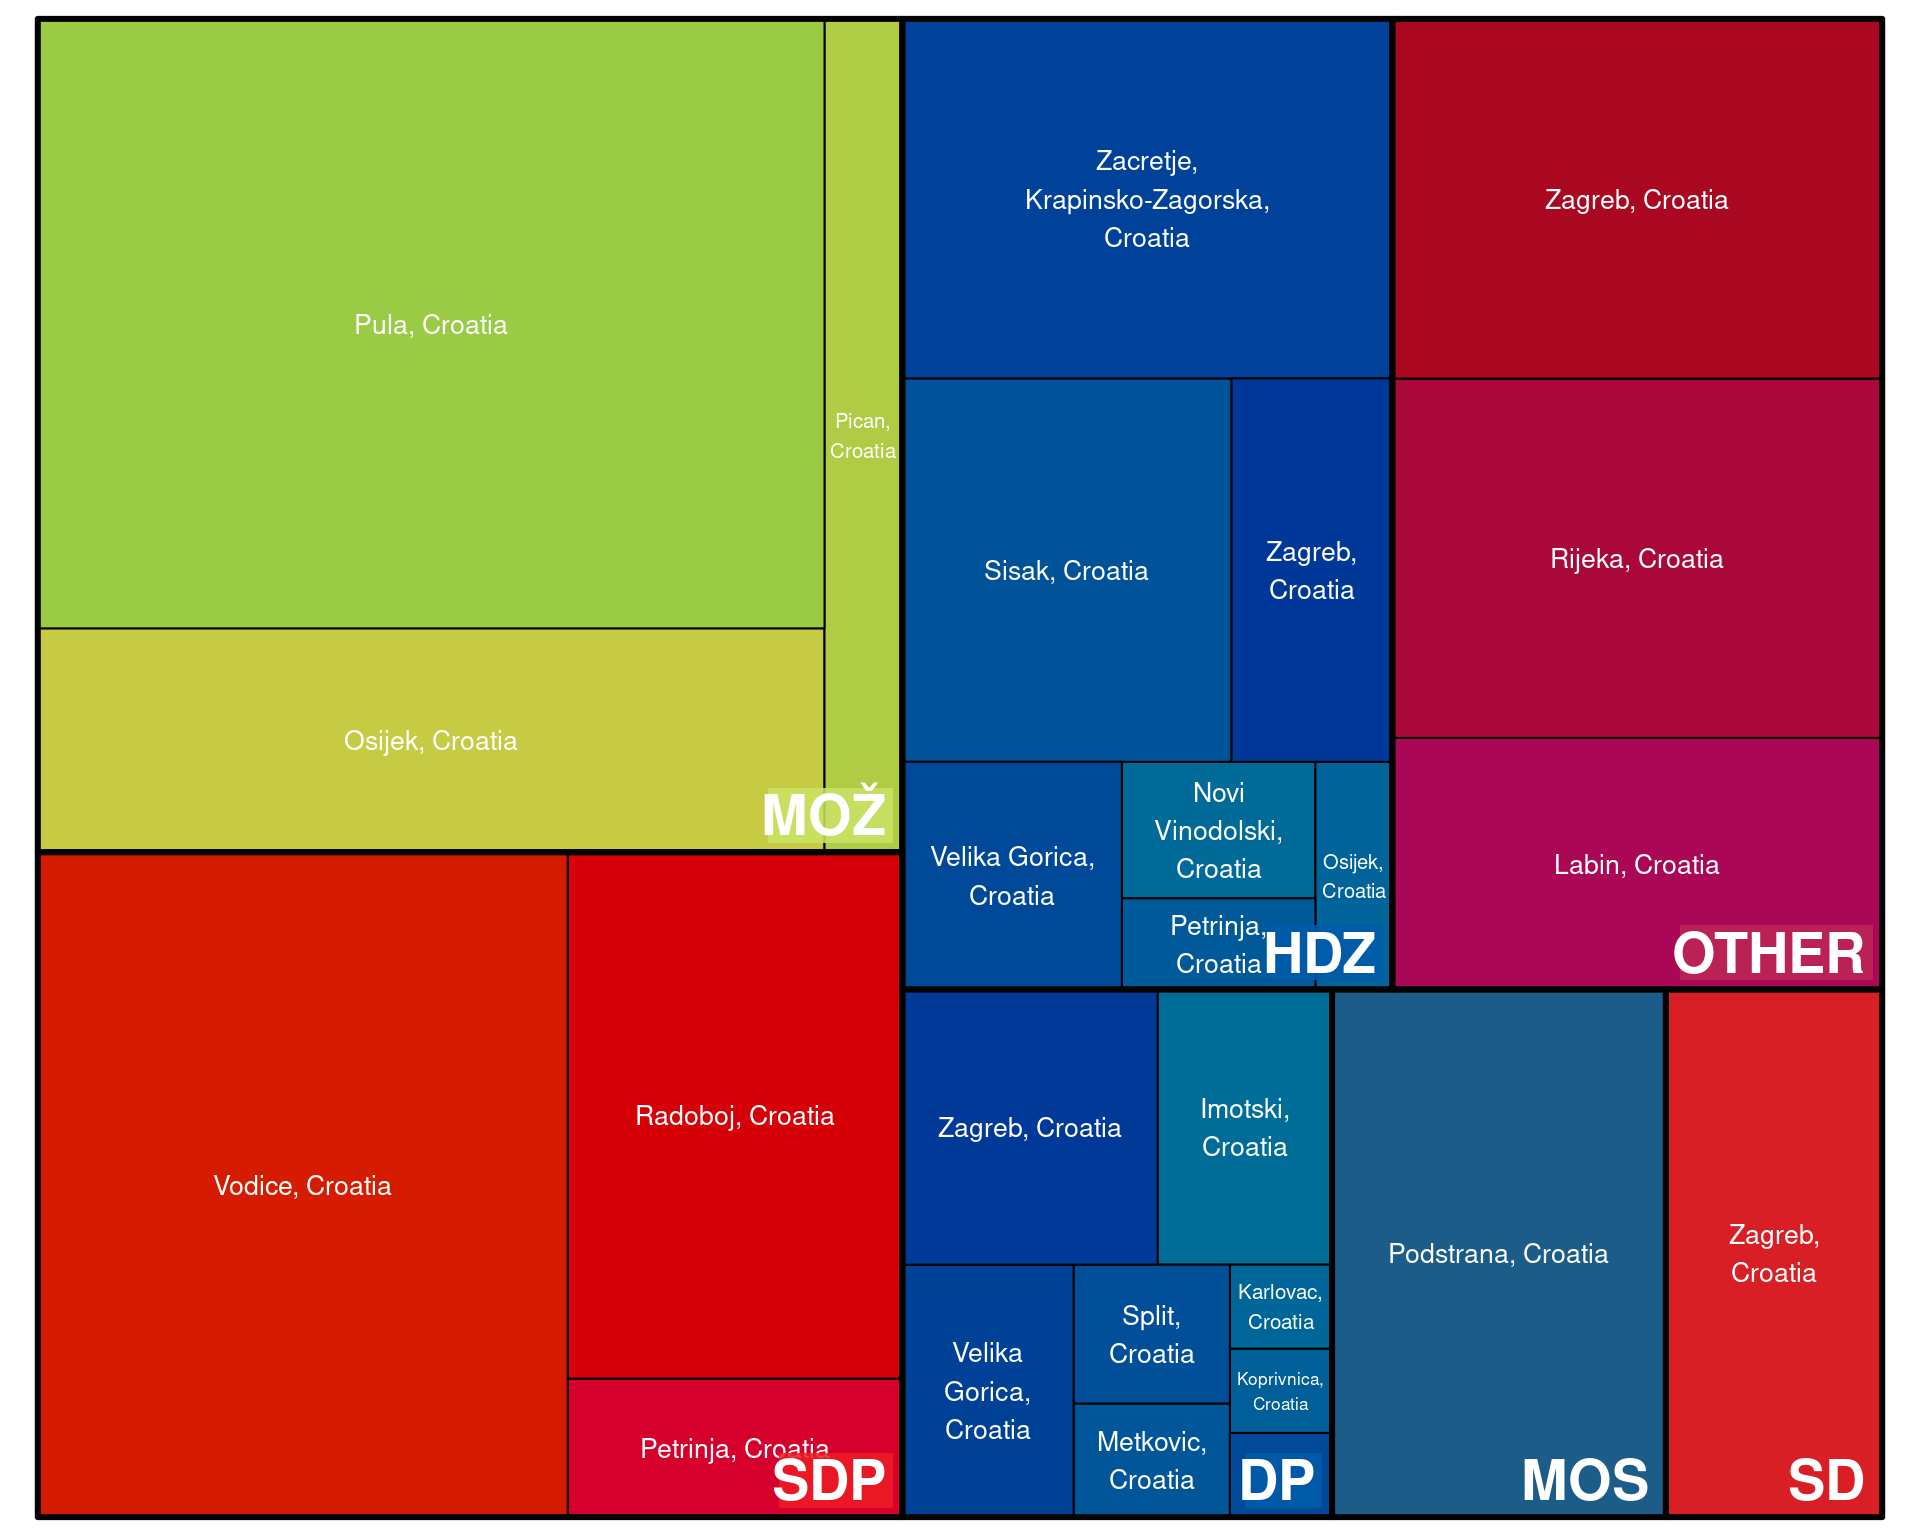 Pula, Croatia
Pican,
Croatia
Osijek, Croatia
MOŽ
Vodice, Croatia
Radoboj, Croatia
Petrinja, Croatia
SDP
Zacretje,
Krapinsko-Zagorska,
Croatia
Sisak, Croatia
Zagreb,
Croatia
Velika Gorica,
Croatia
Novi
Vinodolski,
Croatia
Petrinja,
Croatia
Osijek,
Croatia
HDZ
Zagreb, Croatia
Rijeka, Croatia
Labin, Croatia
OTHER
Zagreb, Croatia
Imotski,
Croatia
Velika
Gorica,
Croatia
Split,
Croatia
Metkovic,
Croatia
Karlovac,
Croatia
Koprivnica,
Croatia
DP
Podstrana, Croatia
MOS
Zagreb,
Croatia
SD